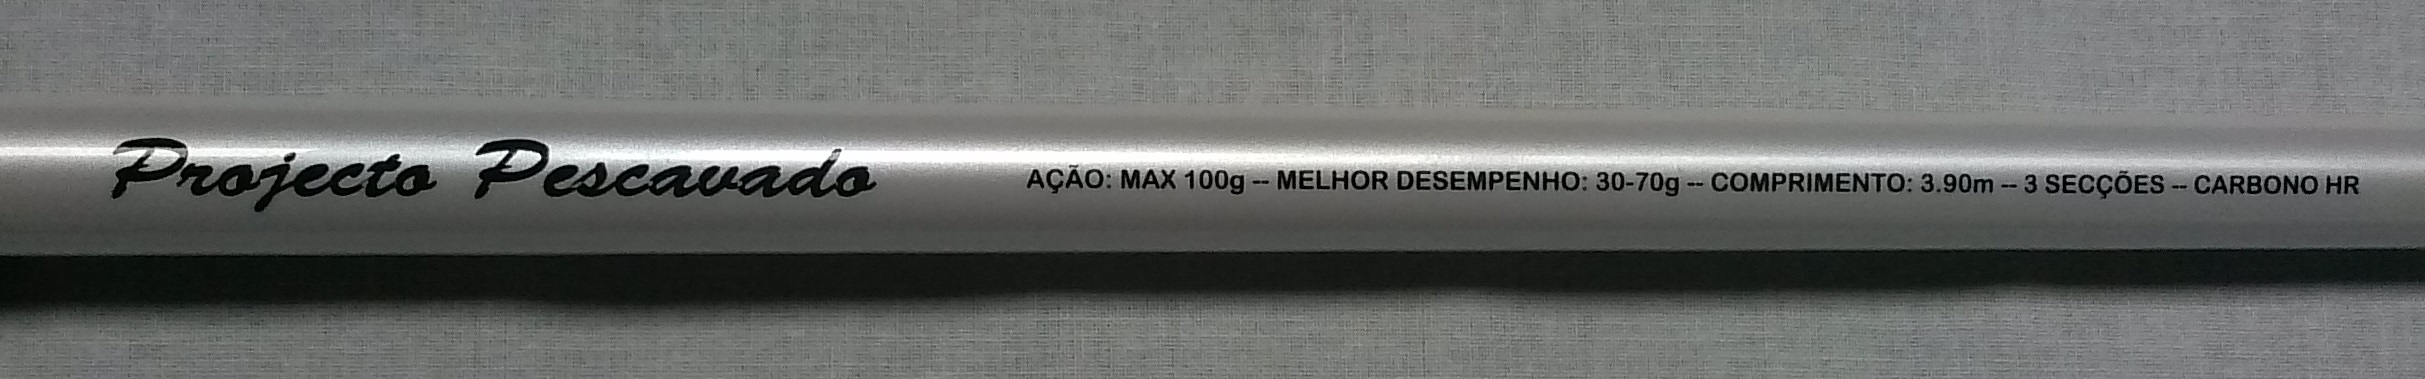 Projecto Pescavado AÇÃO: MAX 100g -- MELHOR DESEMPENHO: 30-70g -- COMPRIMENTO: 3.90m -- 3 SECÇÕES -- CARBONO HR